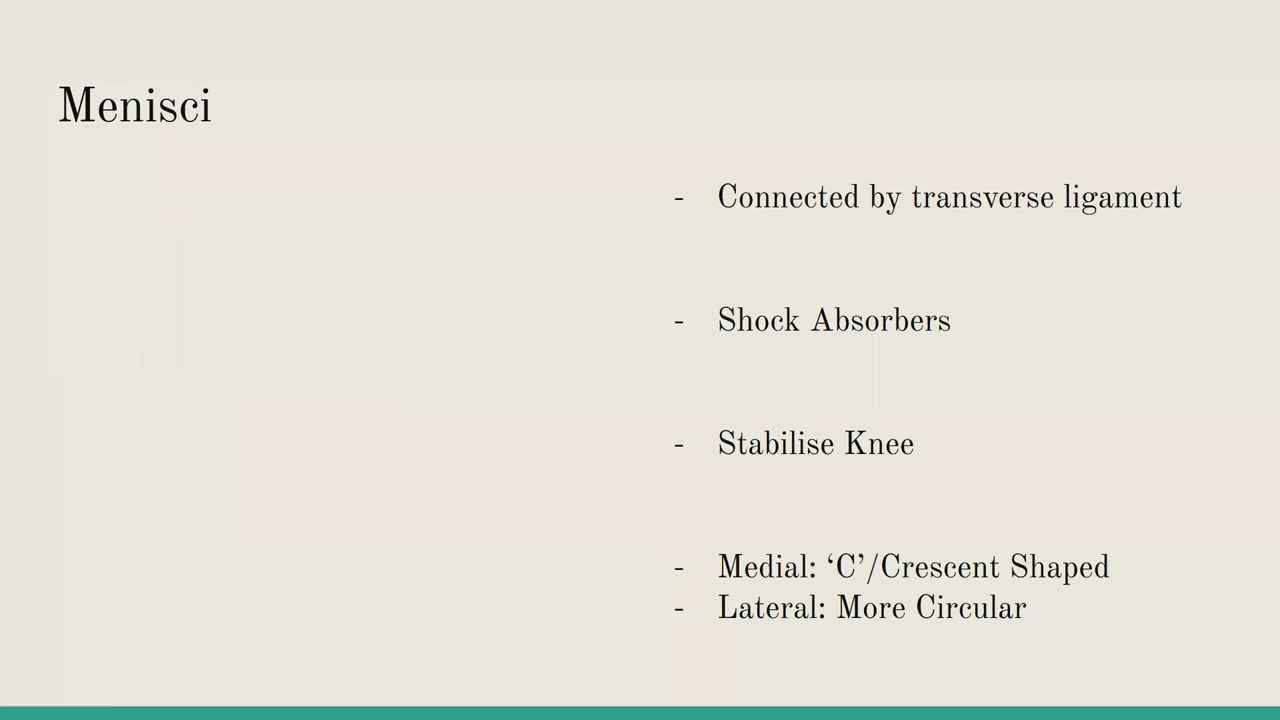 Menisci
- Connected by transverse ligament
- Shock Absorbers
- Stabilise Knee
- Medial: ‘C’/Crescent Shaped
- Lateral: More Circular